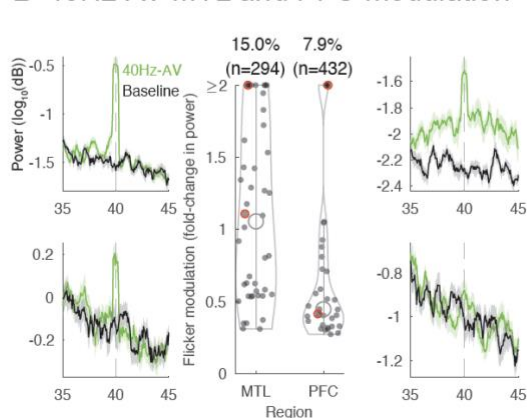 15.0% 7.9%
(n=294) (n=432)
40Hz-AV
Baseline
Power (log10(dB))
-0.5
-1
-1.5
35 40 45
0.2
0
-0.2
35 40 45
Flicker modulation (fold-change in power)
≥ 2
1.5
1
0.5
0
MTL PFC
Region
-1.6
-1.8
-2
-2.2
-2.4
35 40 45
-0.8
-1
-1.2
35 40 45